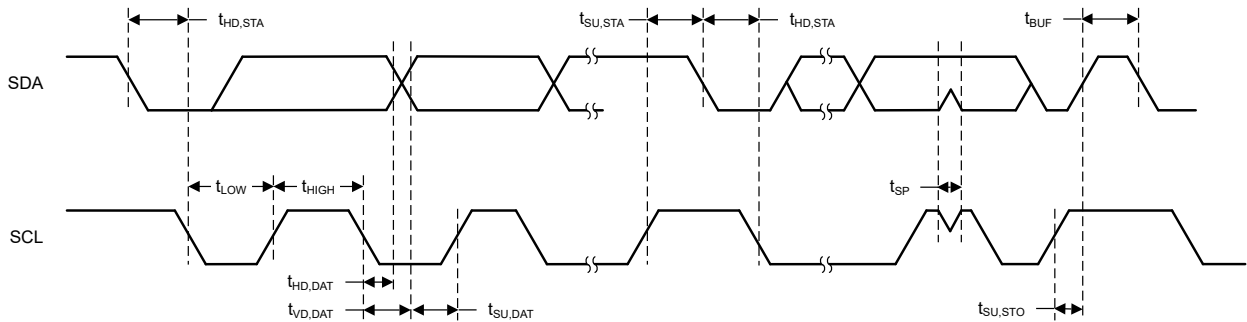 tHD,STA
tSU,STA
tHD,STA
tBUF
SDA
tLOW
tHIGH
tSP
SCL
tHD,DAT
tVD,DAT
tSU,DAT
tSU,STO